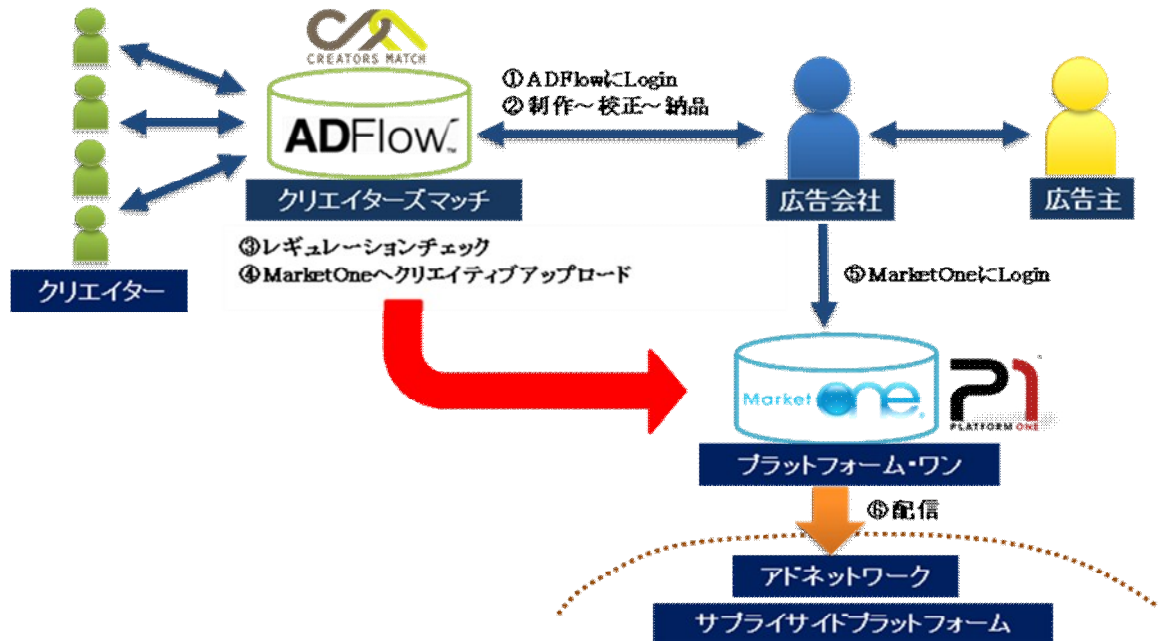 CREATORS MATCH
ADFlow™
クリエイターズマッチ
①ADFlowにLogin
②制作～校正～納品
広告会社
広告主
クリエイター
③レギュレーションチェック
④MarketOneへクリエイティブアップロード
⑤MarketOneにLogin
Market one®
P1
PLATFORM ONE
プラットフォーム・ワン
⑥配信
アドネットワーク
サプライサイドプラットフォーム